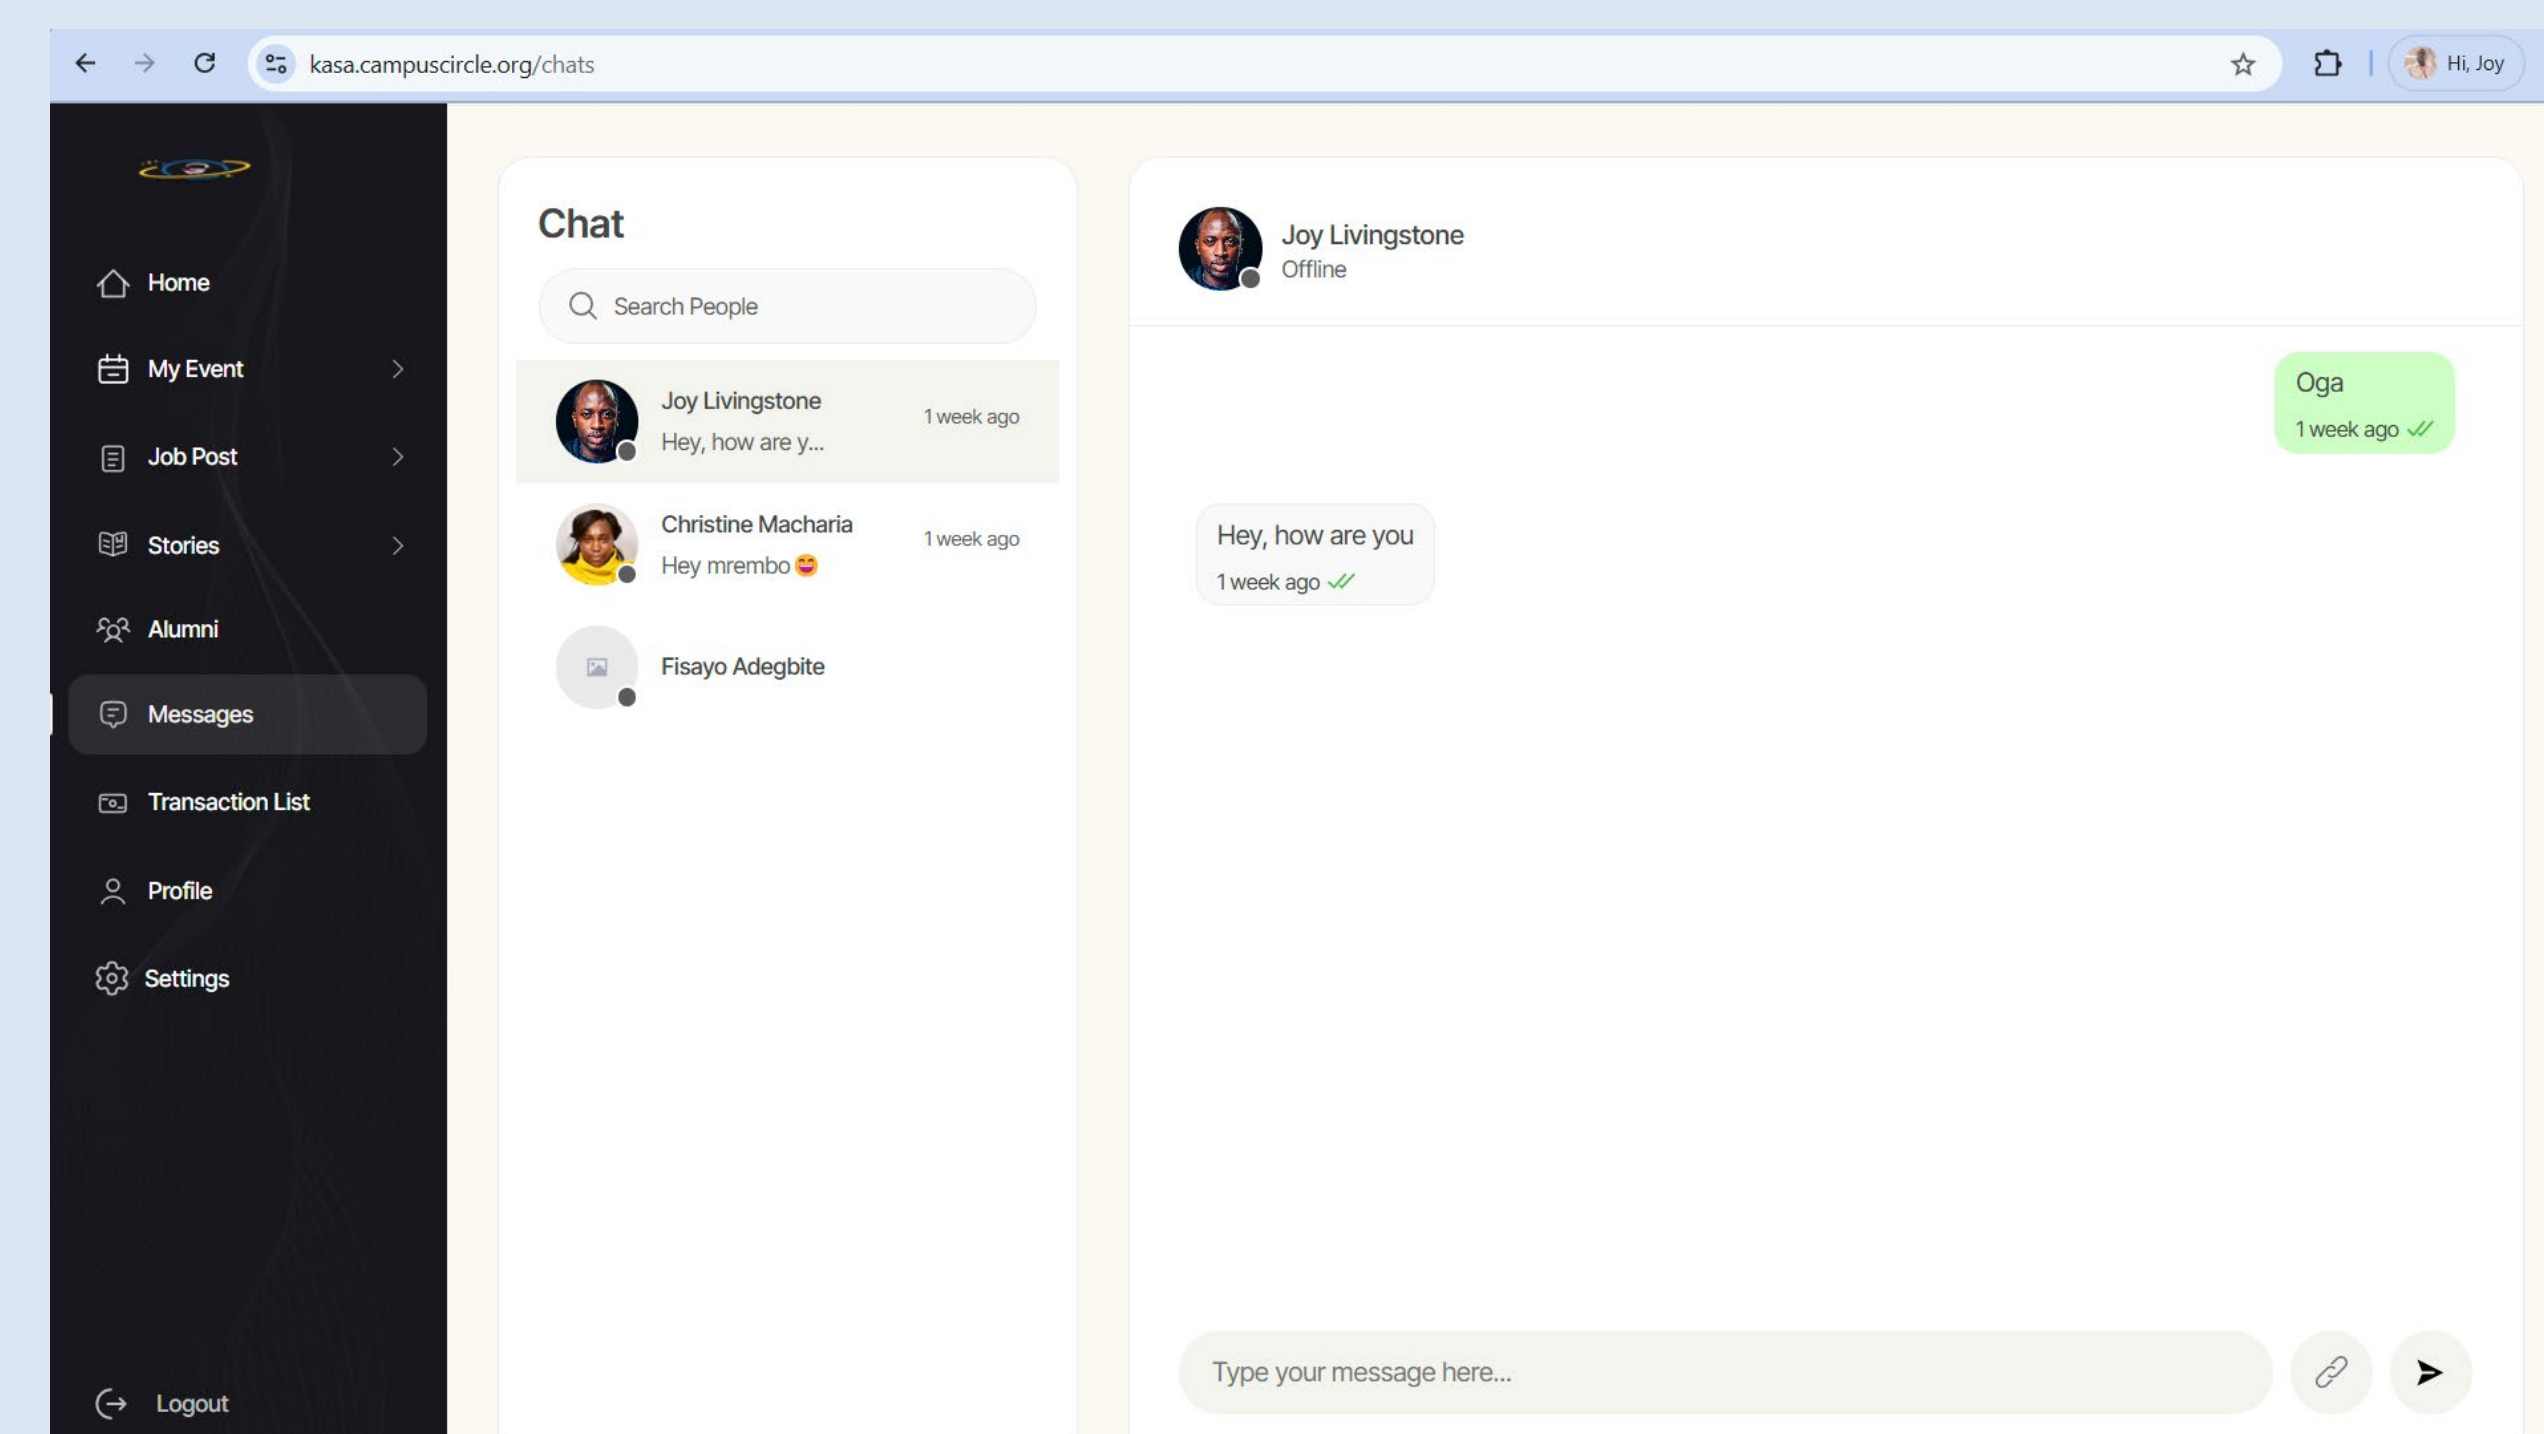 kasa.campuscircle.org/chats
Hi, Joy
Home
My Event
Job Post
Stories
Alumni
Messages
Transaction List
Profile
Settings
Logout
Chat
Search People
Joy Livingstone
1 week ago
Hey, how are y...
Christine Macharia
1 week ago
Hey mrembo😄
Fisayo Adegbite
Joy Livingstone
Offline
Oga
1 week ago
Hey, how are you
1 week ago
Type your message here...